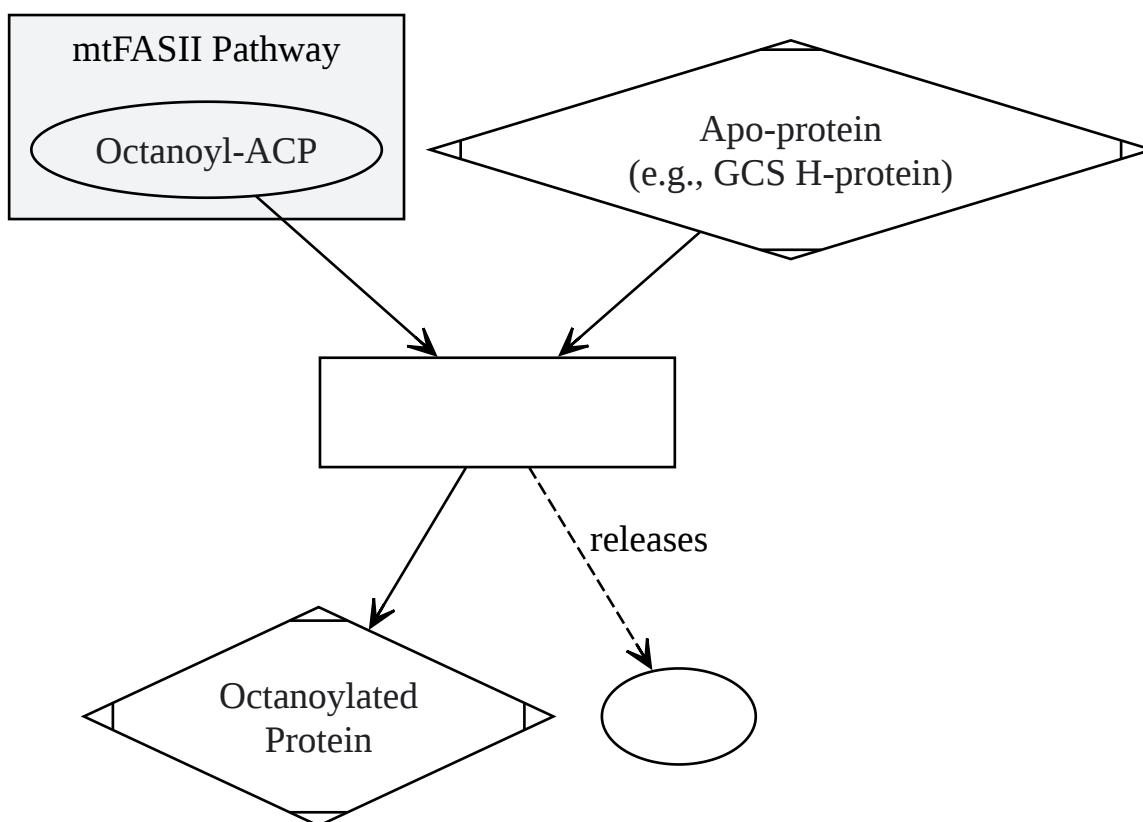 mtFASII Pathway
Octanoyl-ACP
Apo-protein
(e.g., GCS H-protein)
releases
Octanoylated
Protein